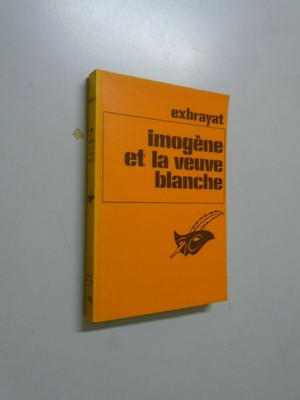 exbrayat
imogène
et la veuve
blanche